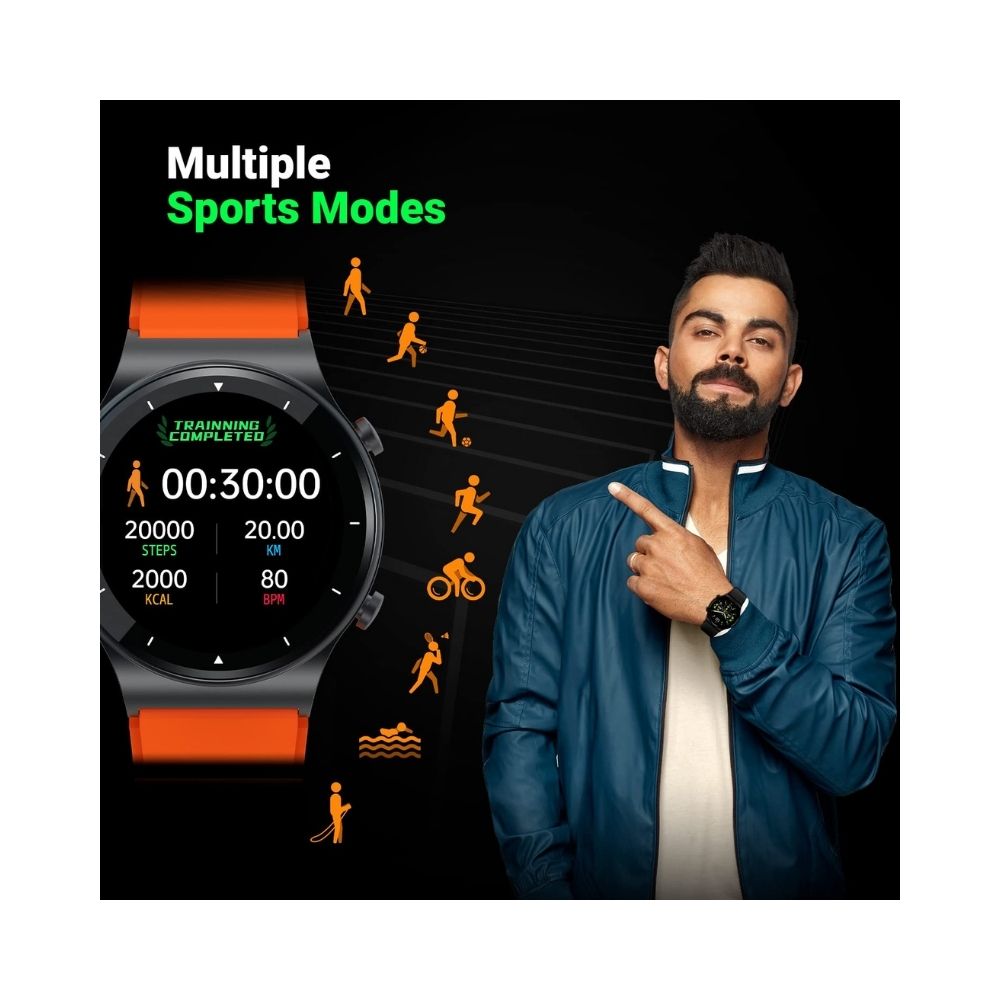 Multiple
Sports Modes
TRAINNING
COMPLETED
00:30:00
20000 20.00
STEPS KM
2000 80
KCAL BPM